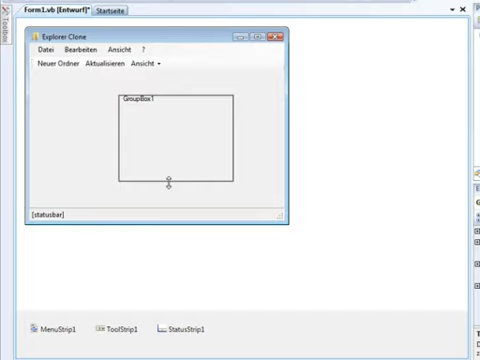 Form1.vb [Entwurf]* Startseite
Toolbox
Explorer Clone
Datei Bearbeiten Ansicht ?
Neuer Ordner Aktualisieren Ansicht
GroupBox1
[statusbar]
MenuStrip1 ToolStrip1 StatusStrip1